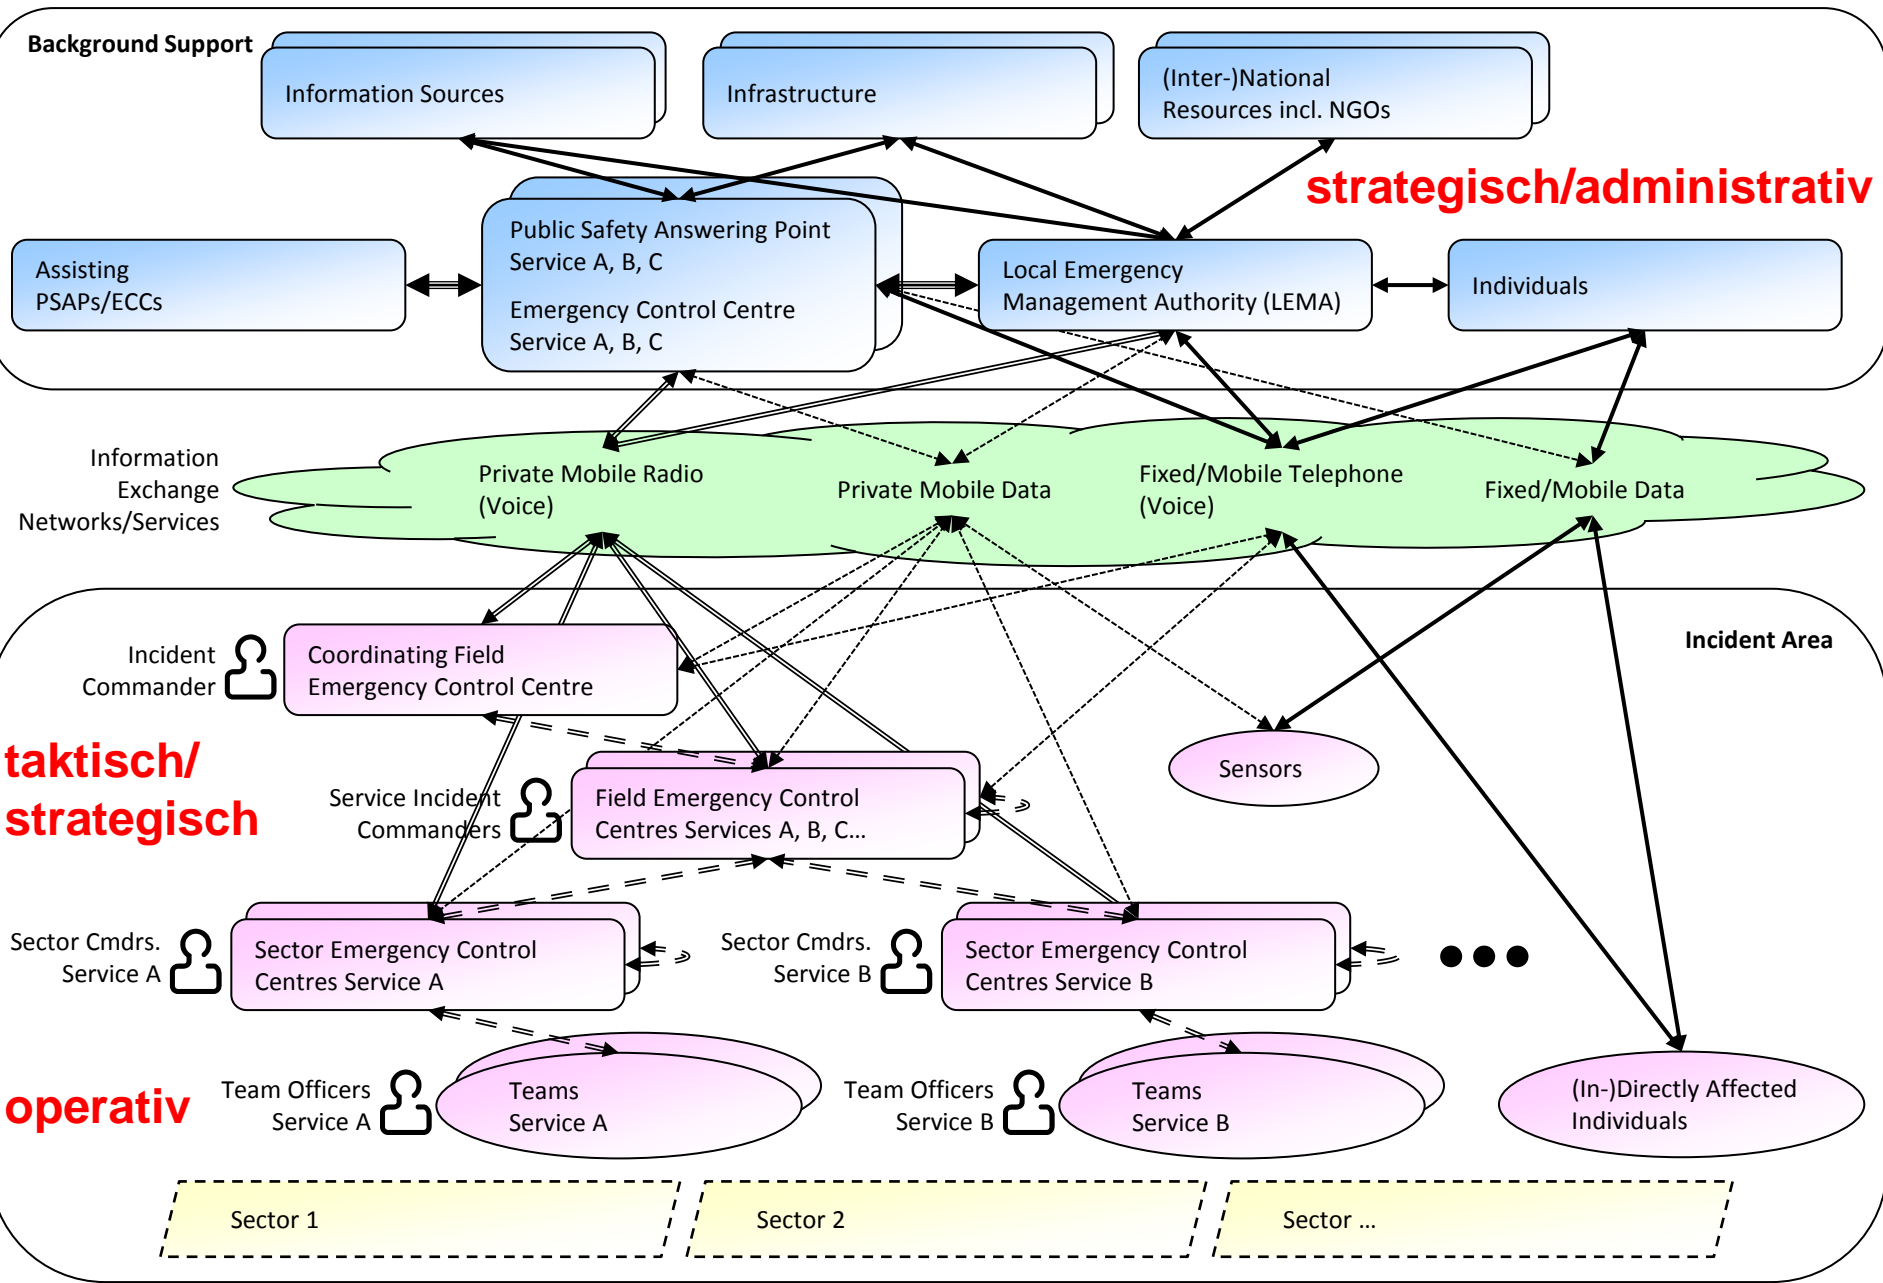 Background Support
Information Sources
Infrastructure
(Inter-)National
Resources incl. NGOs
strategisch/administrativ
Assisting
PSAPs/ECCs
Public Safety Answering Point
Service A, B, C
Emergency Control Centre
Service A, B, C
Local Emergency
Management Authority (LEMA)
Individuals
Information
Exchange
Networks/Services
Private Mobile Radio
(Voice)
Private Mobile Data
Fixed/Mobile Telephone
(Voice)
Fixed/Mobile Data
Incident Area
Incident
Commander
Coordinating Field
Emergency Control Centre
taktisch/
strategisch
Service Incident
Commanders
Field Emergency Control
Centres Services A, B, C...
Sensors
Sector Cmdrs.
Service A
Sector Emergency Control
Centres Service A
Sector Cmdrs.
Service B
Sector Emergency Control
Centres Service B
operativ
Team Officers
Service A
Teams
Service A
Team Officers
Service B
Teams
Service B
(In-)Directly Affected
Individuals
Sector 1
Sector 2
Sector ...